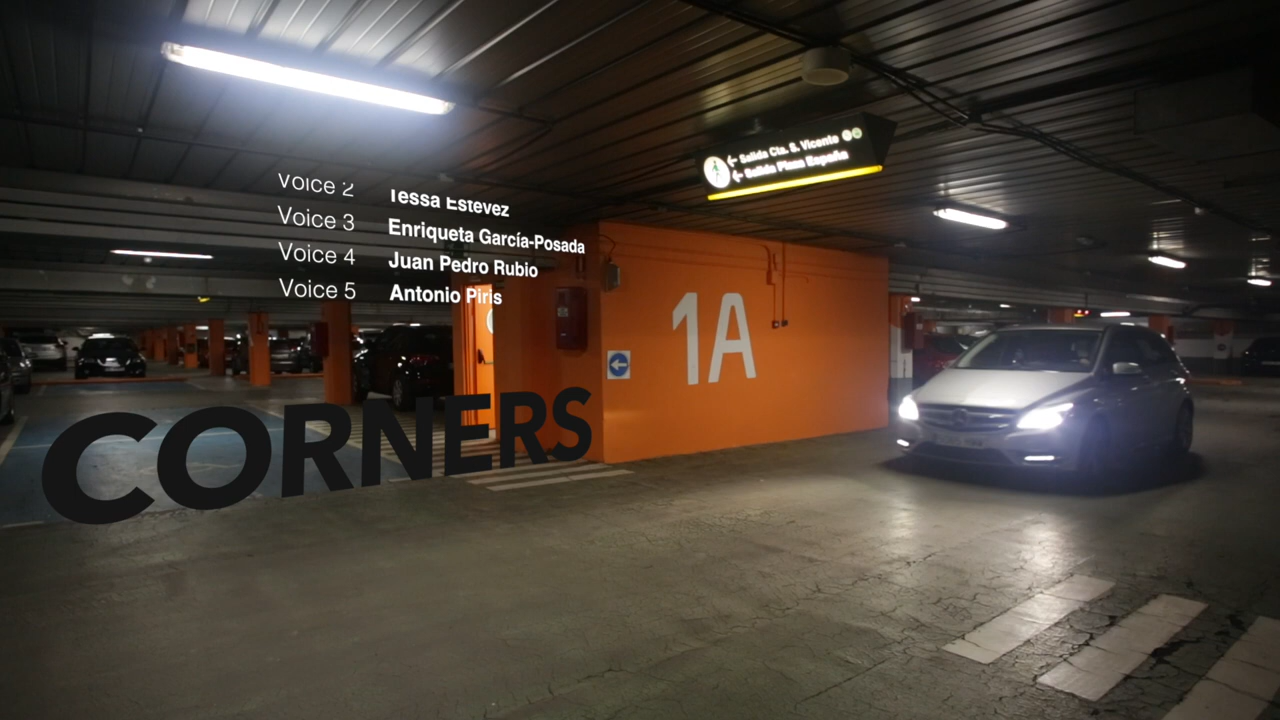 Salida Cta. S. Vicente
Salida Plaza España
Voice 2 Tessa Estevez
Voice 3 Enriqueta García-Posada
Voice 4 Juan Pedro Rubio
Voice 5 Antonio Piris
1A
CORNERS